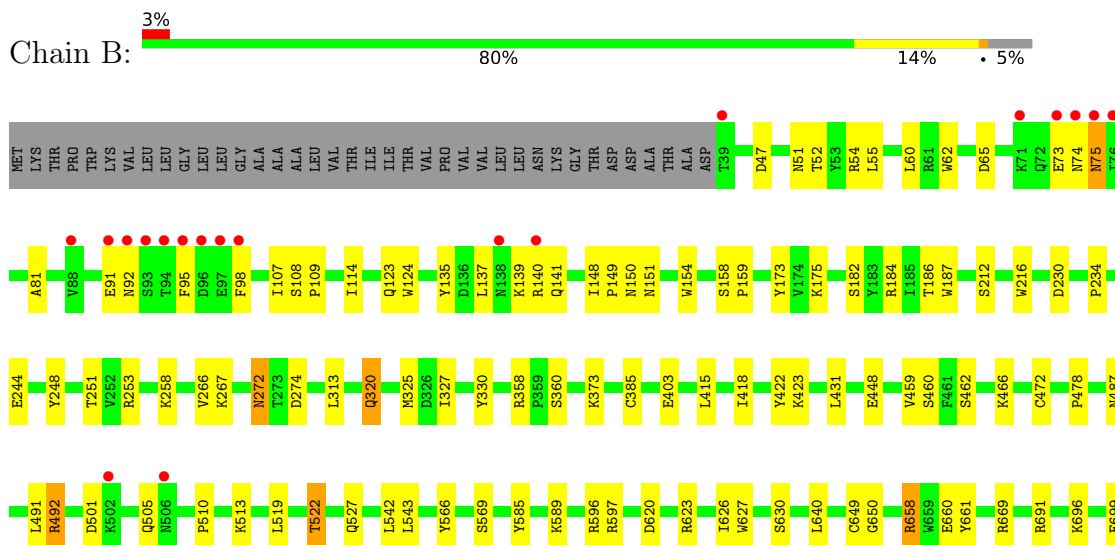 3%
Chain B:
80% 14% • 5%
MET LYS THR PRO TRP LYS VAL LEU LEU GLY LEU LEU GLY ALA ALA ALA LEU VAL THR ILE ILE THR VAL PRO VAL VAL LEU LEU ASN LYS GLY THR ASP ASP ALA THR ALA ASP T39 D47 N51 T52 Y53 R54 L55 L60 R61 W62 D65 K71 Q72 E73 N74 N75 I76
A81 V88 E91 N92 S93 T94 F95 D96 E97 F98 I107 S108 P109 I114 Q123 W124 Y135 D136 L137 N138 K139 R140 Q141 I148 P149 N150 N151 W154 S158 P159 Y173 V174 K175 S182 Y183 R184 I185 T186 W187 S212 W216 D230 P234
E244 Y248 T251 V252 R253 K258 V266 K267 N272 T273 D274 L313 Q320 M325 D326 I327 Y330 R358 P359 S360 K373 C385 E403 L415 I418 Y422 K423 L431 E448 V459 S460 F461 S462 K466 C472 P478 N487
L491 R492 D501 K502 Q505 N506 P510 K513 L519 T522 Q527 L542 L543 Y566 S569 Y585 K589 R596 R597 D620 R623 I626 W627 S630 L640 C649 G650 R658 W659 E660 Y661 R669 R691 K696